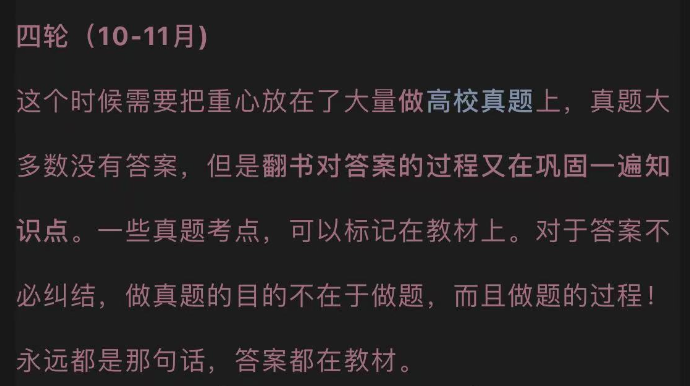 四轮（10-11月)
这个时候需要把重心放在了大量做高校真题上，真题大
多数没有答案，但是翻书对答案的过程又在巩固一遍知
识点。一些真题考点，可以标记在教材上。对于答案不
必纠结，做真题的目的不在于做题，而且做题的过程！
永远都是那句话，答案都在教材。